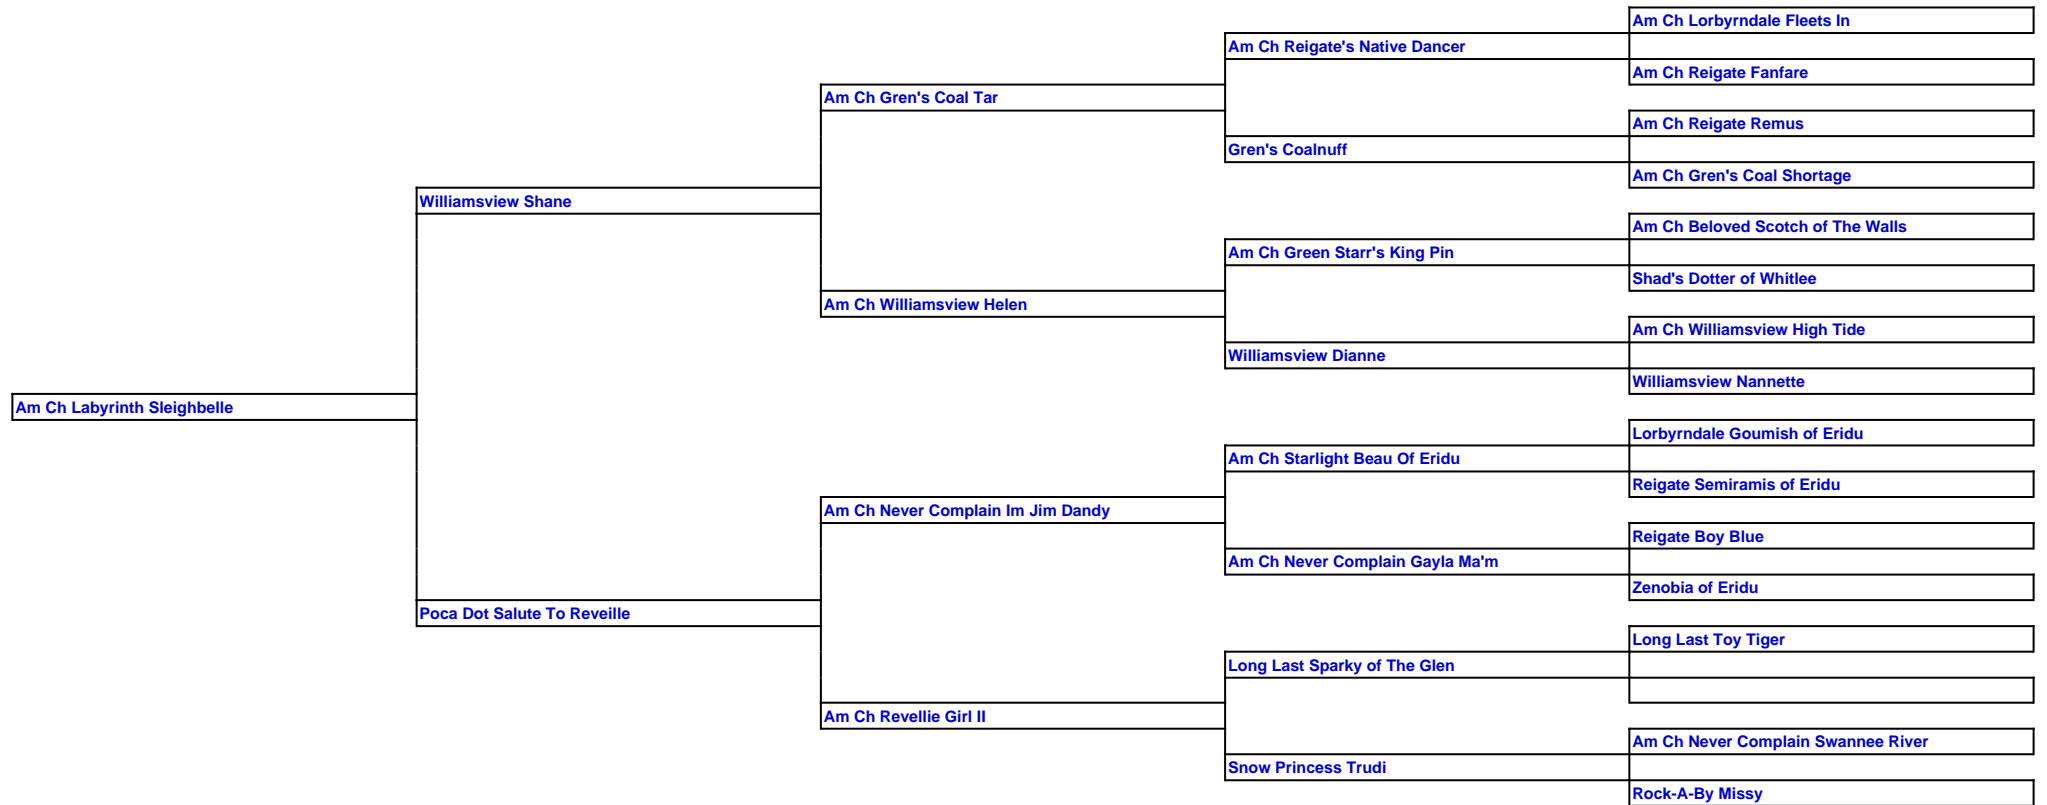 Am Ch Lorbyrndale Fleets In
Am Ch Reigate's Native Dancer
Am Ch Reigate Fanfare
Am Ch Gren's Coal Tar
Am Ch Reigate Remus
Gren's Coalnuff
Am Ch Gren's Coal Shortage
Williamsview Shane
Am Ch Beloved Scotch of The Walls
Am Ch Green Starr's King Pin
Shad's Dotter of Whitlee
Am Ch Williamsview Helen
Am Ch Williamsview High Tide
Williamsview Dianne
Williamsview Nannette
Am Ch Labyrinth Sleighbelle
Lorbyrndale Goumish of Eridu
Am Ch Starlight Beau Of Eridu
Reigate Semiramis of Eridu
Am Ch Never Complain Im Jim Dandy
Reigate Boy Blue
Am Ch Never Complain Gayla Ma'm
Zenobia of Eridu
Poca Dot Salute To Reveille
Long Last Toy Tiger
Long Last Sparky of The Glen
Am Ch Revellie Girl II
Am Ch Never Complain Swannee River
Snow Princess Trudi
Rock-A-By Missy